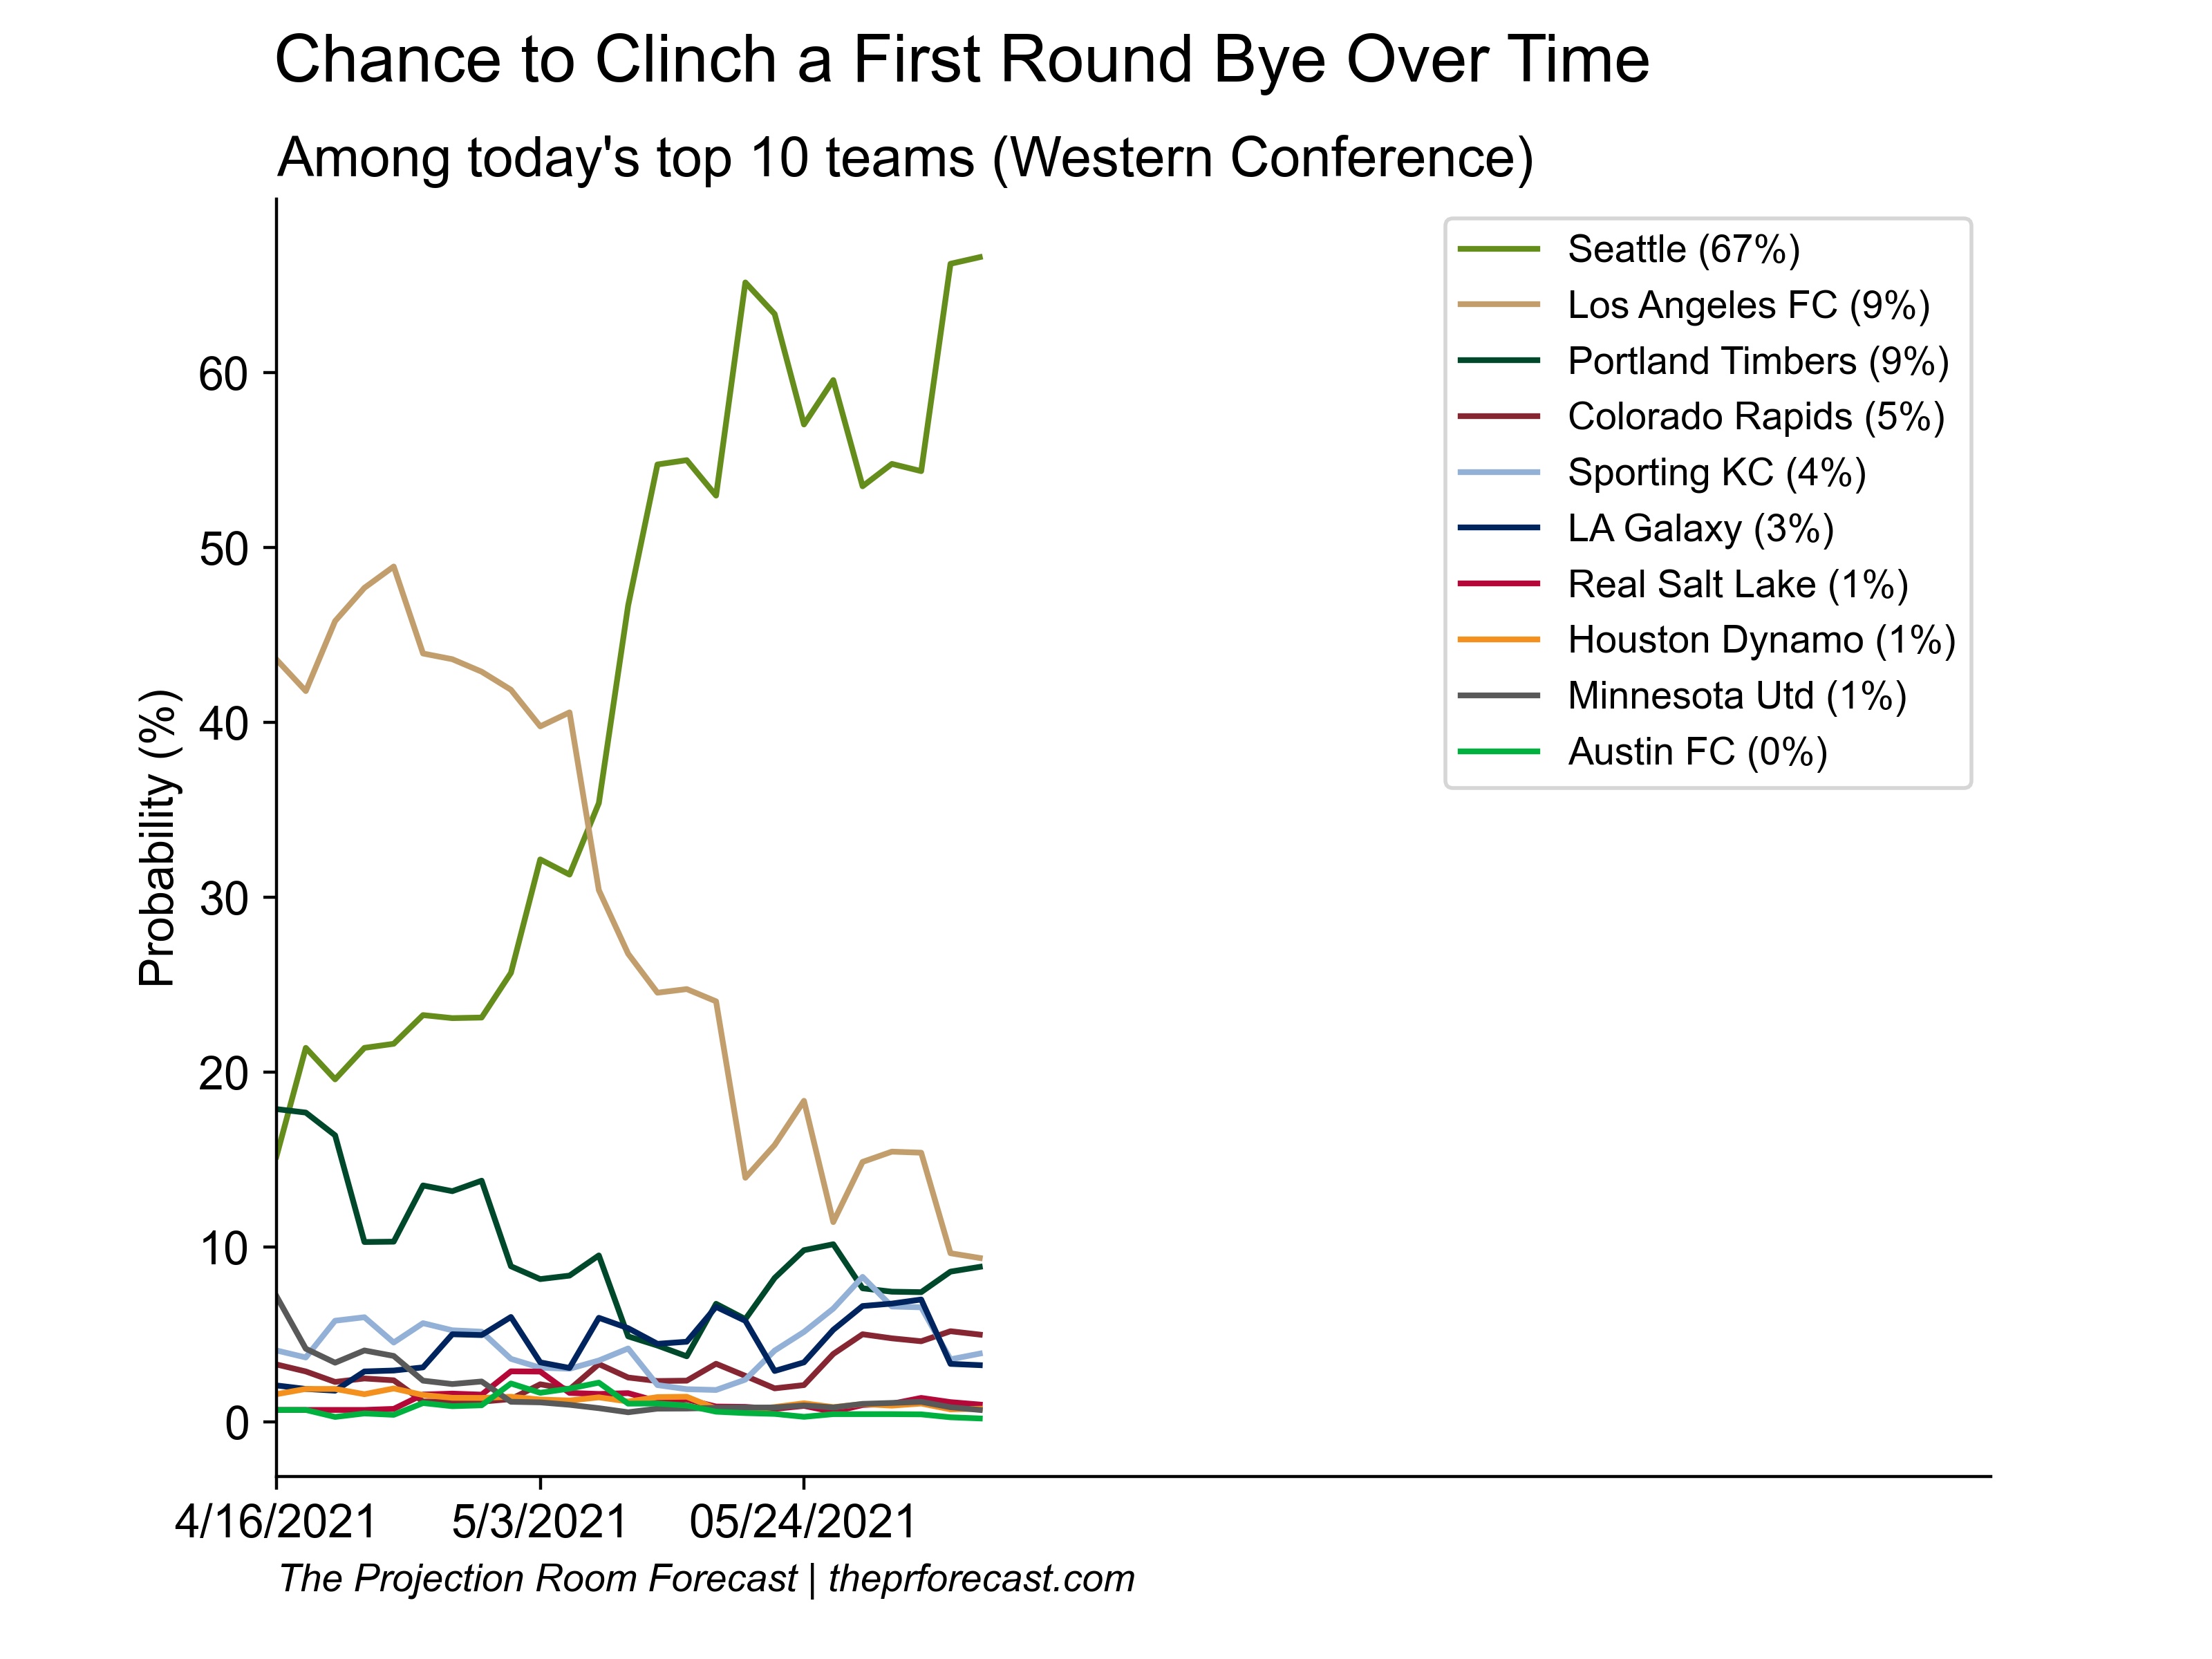 Chance to Clinch a First Round Bye Over Time
Among today's top 10 teams (Western Conference)
Seattle (67%)
Los Angeles FC (9%)
Portland Timbers (9%)
Colorado Rapids (5%)
Sporting KC (4%)
LA Galaxy (3%)
Real Salt Lake (1%)
Houston Dynamo (1%)
Minnesota Utd (1%)
Austin FC (0%)
Probability (%)
60
50
40
30
20
10
0
4/16/2021
5/3/2021
05/24/2021
The Projection Room Forecast | theprforecast.com